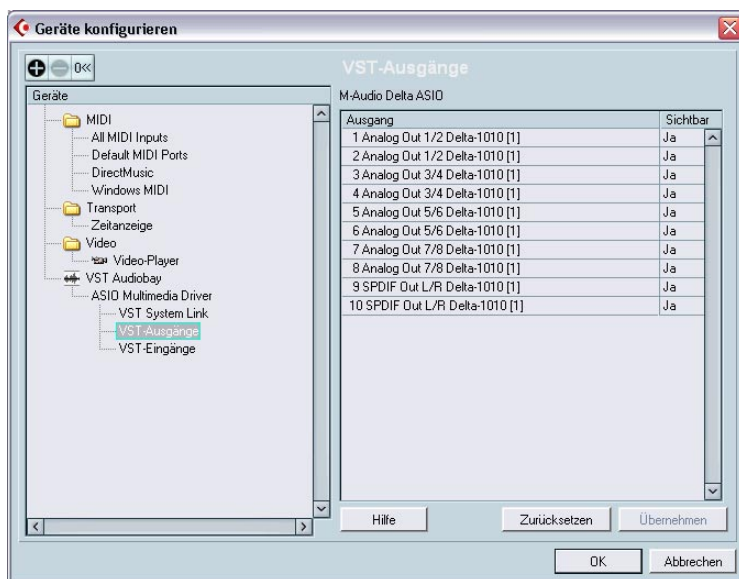 Geräte konfigurieren
0«
VST-Ausgänge
Geräte
MIDI
All MIDI Inputs
Default MIDI Ports
DirectMusic
Windows MIDI
Transport
Zeitanzeige
Video
Video-Player
VST Audiobay
ASIO Multimedia Driver
VST System Link
VST-Ausgänge
VST-Eingänge
M-Audio Delta ASIO
Ausgang Sichtbar
1 Analog Out 1/2 Delta-1010 [1] Ja
2 Analog Out 1/2 Delta-1010 [1] Ja
3 Analog Out 3/4 Delta-1010 [1] Ja
4 Analog Out 3/4 Delta-1010 [1] Ja
5 Analog Out 5/6 Delta-1010 [1] Ja
6 Analog Out 5/6 Delta-1010 [1] Ja
7 Analog Out 7/8 Delta-1010 [1] Ja
8 Analog Out 7/8 Delta-1010 [1] Ja
9 SPDIF Out L/R Delta-1010 [1] Ja
10 SPDIF Out L/R Delta-1010 [1] Ja
Hilfe Zurücksetzen Übernehmen
OK Abbrechen